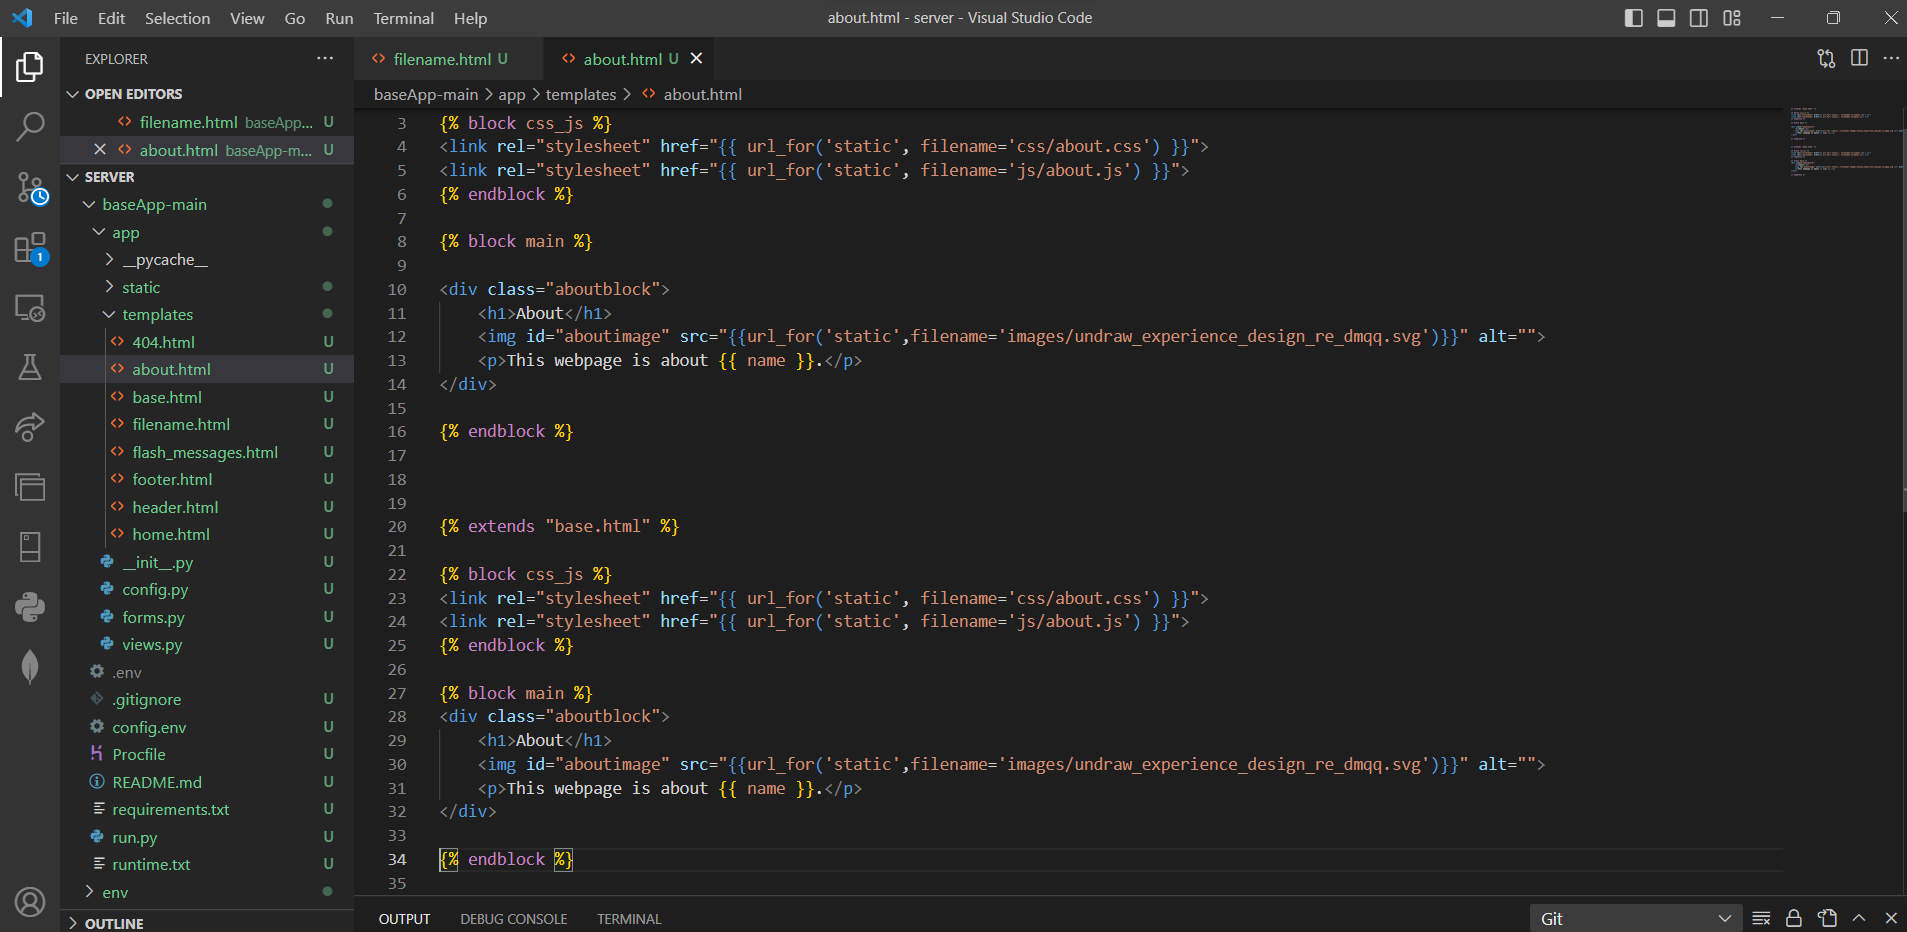 File Edit Selection View Go Run Terminal Help
about.html - server - Visual Studio Code
EXPLORER
OPEN EDITORS
filename.html baseApp... U
about.html baseApp-m... U
SERVER
baseApp-main
app
__pycache__
static
templates
404.html U
about.html U
base.html U
filename.html U
flash_messages.html U
footer.html U
header.html U
home.html U
__init__.py U
config.py U
forms.py U
views.py U
.env
.gitignore U
config.env U
Procfile U
README.md U
requirements.txt U
run.py U
runtime.txt U
env
OUTLINE
1
filename.html U
about.html U
baseApp-main > app > templates > about.html
3 {% block css_js %}
4 <link rel="stylesheet" href="{{ url_for('static', filename='css/about.css') }}">
5 <link rel="stylesheet" href="{{ url_for('static', filename='js/about.js') }}">
6 {% endblock %}
7
8 {% block main %}
9
10 <div class="aboutblock">
11     <h1>About</h1>
12     <img id="aboutimage" src="{{url_for('static',filename='images/undraw_experience_design_re_dmqq.svg')}}" alt="">
13     <p>This webpage is about {{ name }}.</p>
14 </div>
15
16 {% endblock %}
17
18
19
20 {% extends "base.html" %}
21
22 {% block css_js %}
23 <link rel="stylesheet" href="{{ url_for('static', filename='css/about.css') }}">
24 <link rel="stylesheet" href="{{ url_for('static', filename='js/about.js') }}">
25 {% endblock %}
26
27 {% block main %}
28 <div class="aboutblock">
29     <h1>About</h1>
30     <img id="aboutimage" src="{{url_for('static',filename='images/undraw_experience_design_re_dmqq.svg')}}" alt="">
31     <p>This webpage is about {{ name }}.</p>
32 </div>
33
34 {% endblock %}
35
OUTPUT DEBUG CONSOLE TERMINAL
Git